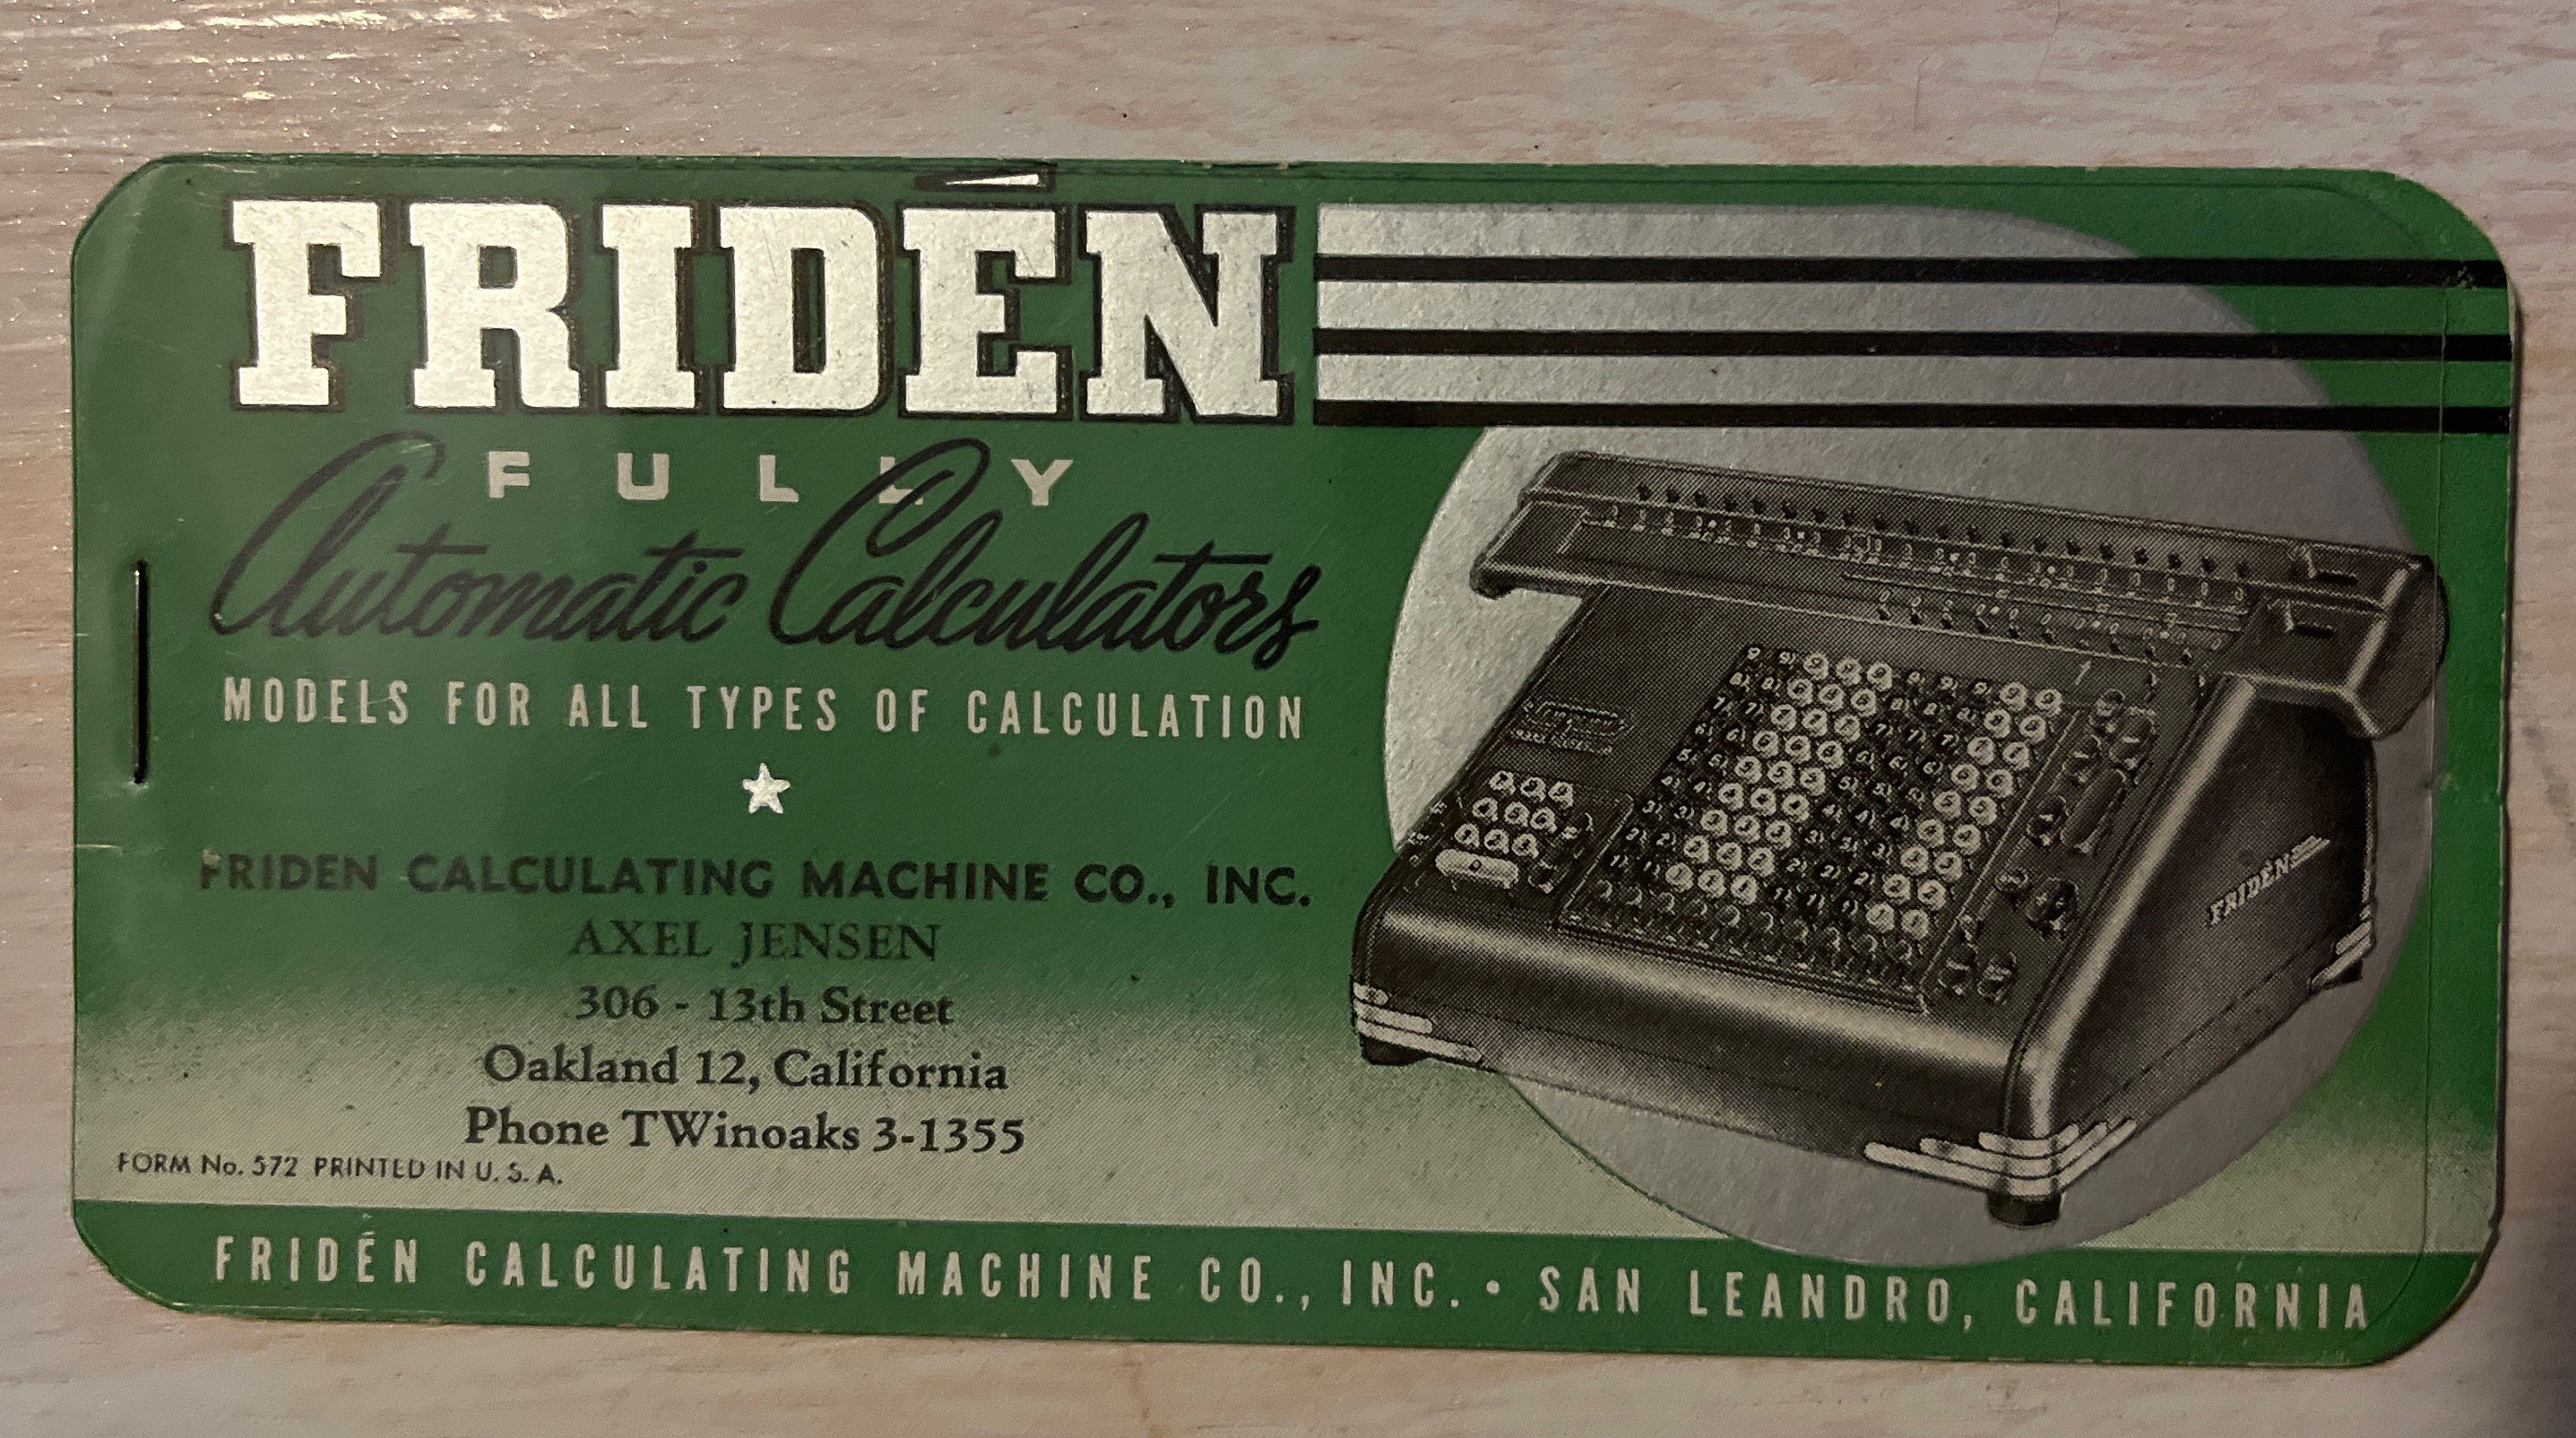 FRIDÉN
FULLY
Automatic Calculators
MODELS FOR ALL TYPES OF CALCULATION
FRIDEN CALCULATING MACHINE CO., INC.
AXEL JENSEN
306 - 13th Street
Oakland 12, California
Phone TWinoaks 3-1355
FORM No. 572 PRINTED IN U. S. A.
FRIDÉN
FRIDÉN CALCULATING MACHINE CO., INC. • SAN LEANDRO, CALIFORNIA